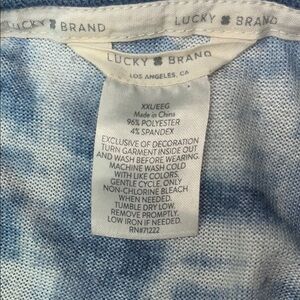 LUCKY BRAND
LUCKY BRAND
LUCKY BRAND
LOS ANGELES, CA
XXL/EEG
Made in China
96% POLYESTER
4% SPANDEX
EXCLUSIVE OF DECORATION
TURN GARMENT INSIDE OUT
AND WASH BEFORE WEARING.
MACHINE WASH COLD
WITH LIKE COLORS.
GENTLE CYCLE. ONLY
NON-CHLORINE BLEACH
WHEN NEEDED.
TUMBLE DRY LOW.
REMOVE PROMPTLY.
LOW IRON IF NEEDED.
RN#71222